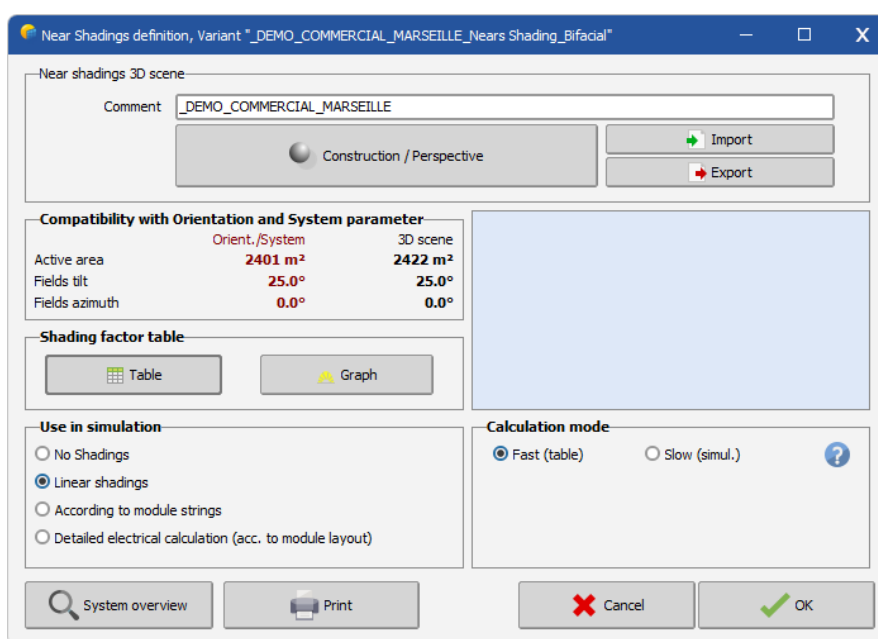 Near Shadings definition, Variant "_DEMO_COMMERCIAL_MARSEILLE_Nears Shading_Bifacial"
Near shadings 3D scene
Comment _DEMO_COMMERCIAL_MARSEILLE
Construction / Perspective
Import
Export
Compatibility with Orientation and System parameter
Orient./System 3D scene
Active area 2401 m² 2422 m²
Fields tilt 25.0° 25.0°
Fields azimuth 0.0° 0.0°
Shading factor table
Table Graph
Use in simulation
No Shadings
Linear shadings
According to module strings
Detailed electrical calculation (acc. to module layout)
Calculation mode
Fast (table) Slow (simul.) ?
System overview Print Cancel OK